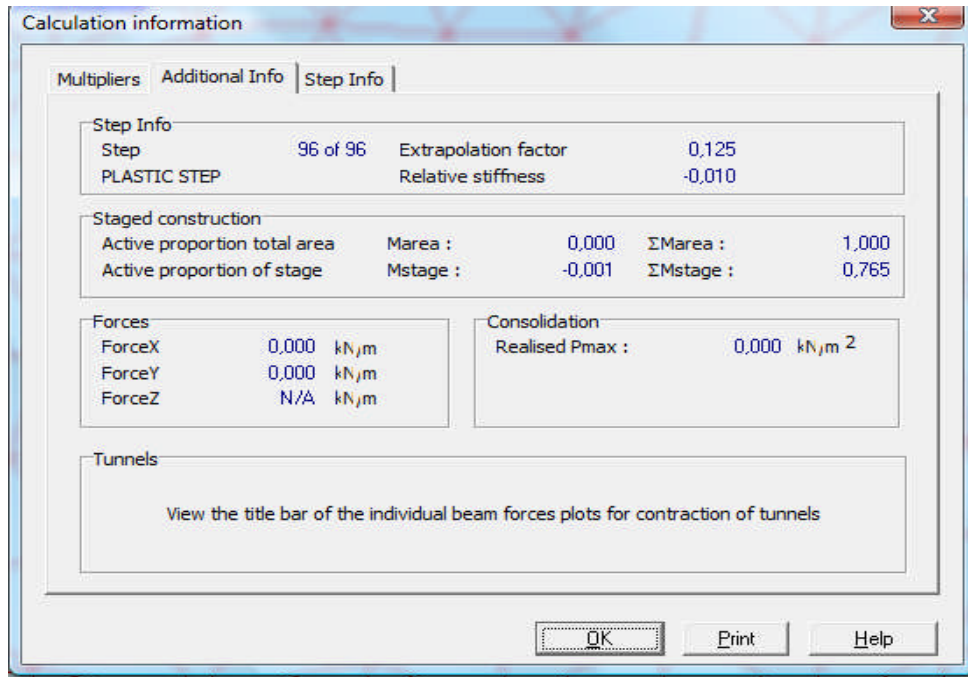 Calculation information
Multipliers Additional Info Step Info
Step Info
Step 96 of 96 Extrapolation factor 0,125
PLASTIC STEP Relative stiffness -0,010
Staged construction
Active proportion total area Marea : 0,000 ΣMarea : 1,000
Active proportion of stage Mstage : -0,001 ΣMstage : 0,765
Forces Consolidation
ForceX 0,000 kN/m Realised Pmax : 0,000 kN/m 2
ForceY 0,000 kN/m
ForceZ N/A kN/m
Tunnels
View the title bar of the individual beam forces plots for contraction of tunnels
OK Print Help